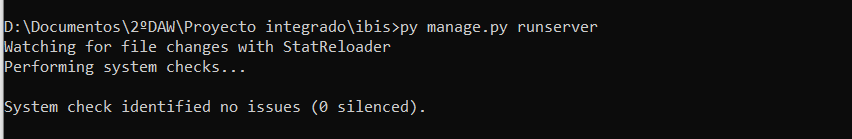 D:\Documentos\2ºDAW\Proyecto integrado\ibis>py manage.py runserver
Watching for file changes with StatReloader
Performing system checks...
System check identified no issues (0 silenced).